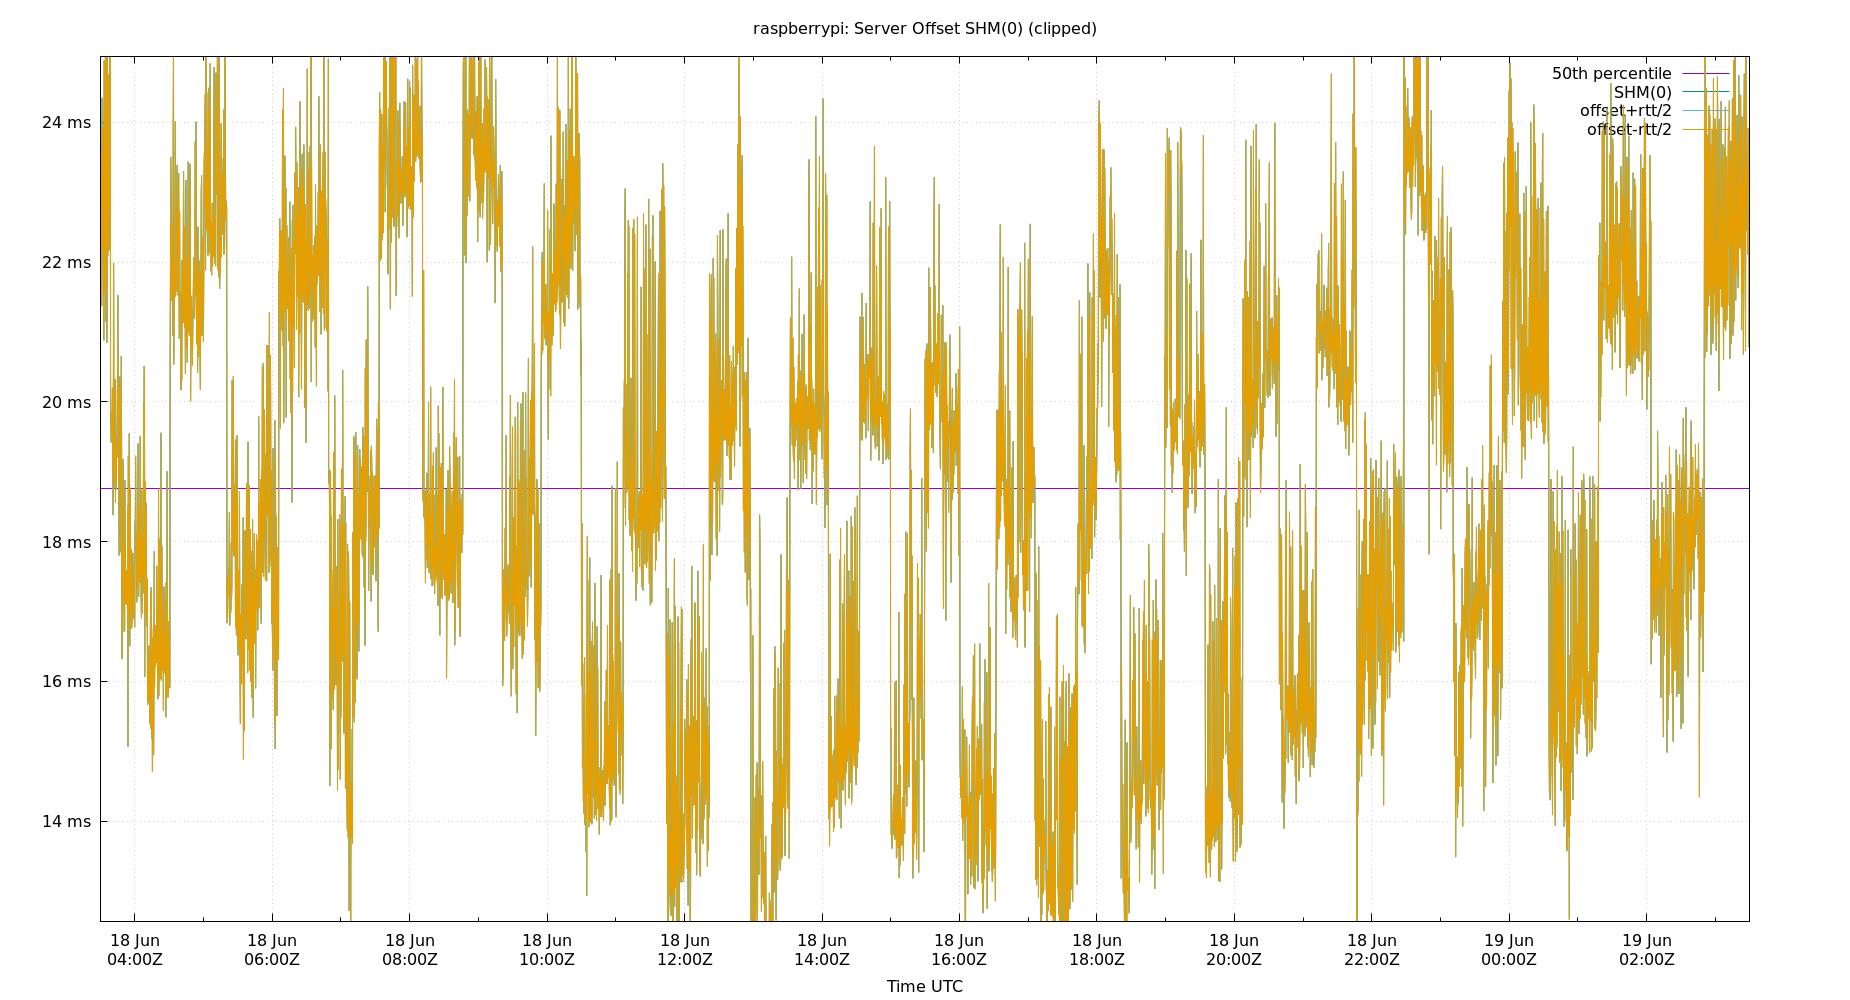 raspberrypi: Server Offset SHM(0) (clipped)
50th percentile
SHM(0)
offset+rtt/2
offset-rtt/2
24 ms
22 ms
20 ms
18 ms
16 ms
14 ms
18 Jun 18 Jun 18 Jun 18 Jun 18 Jun 18 Jun 18 Jun 18 Jun 18 Jun 18 Jun 19 Jun 19 Jun
04:00Z 06:00Z 08:00Z 10:00Z 12:00Z 14:00Z 16:00Z 18:00Z 20:00Z 22:00Z 00:00Z 02:00Z
Time UTC